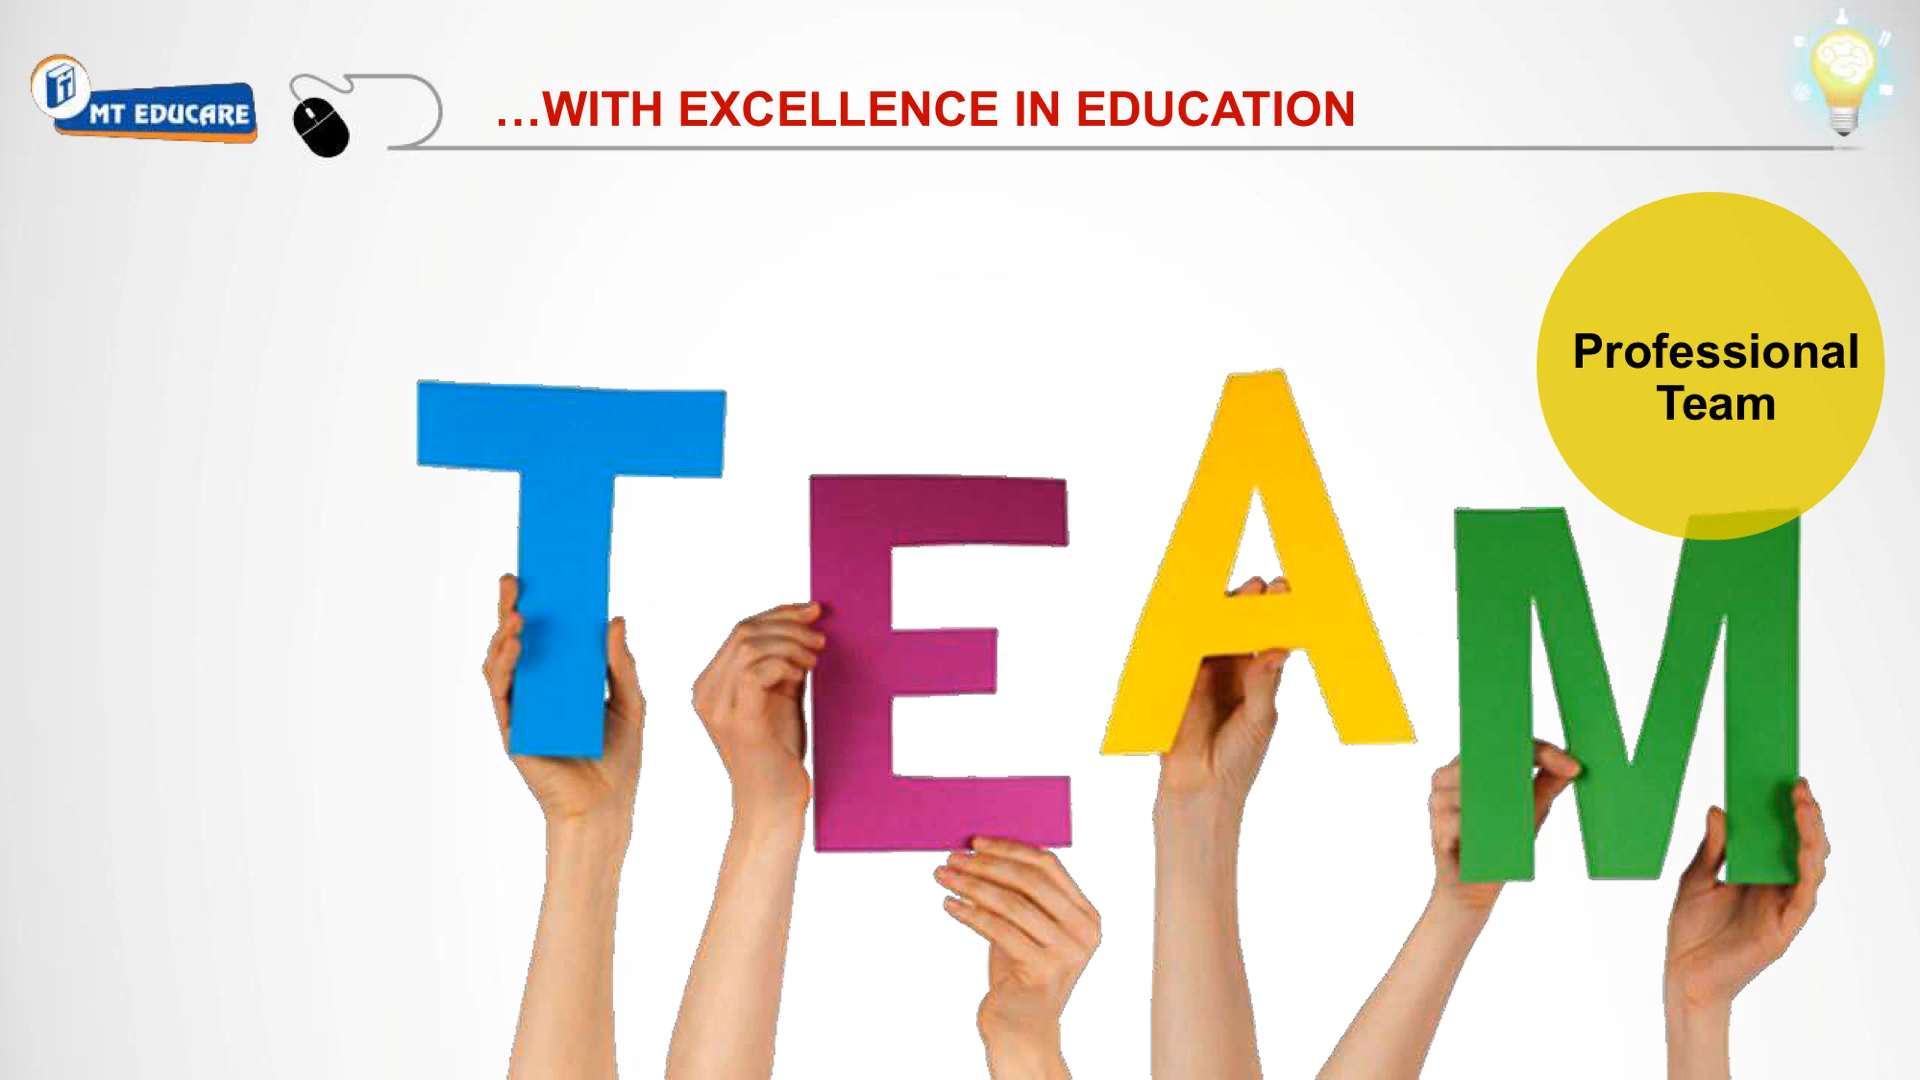 MT EDUCARE
…WITH EXCELLENCE IN EDUCATION
Professional
Team
TEAM